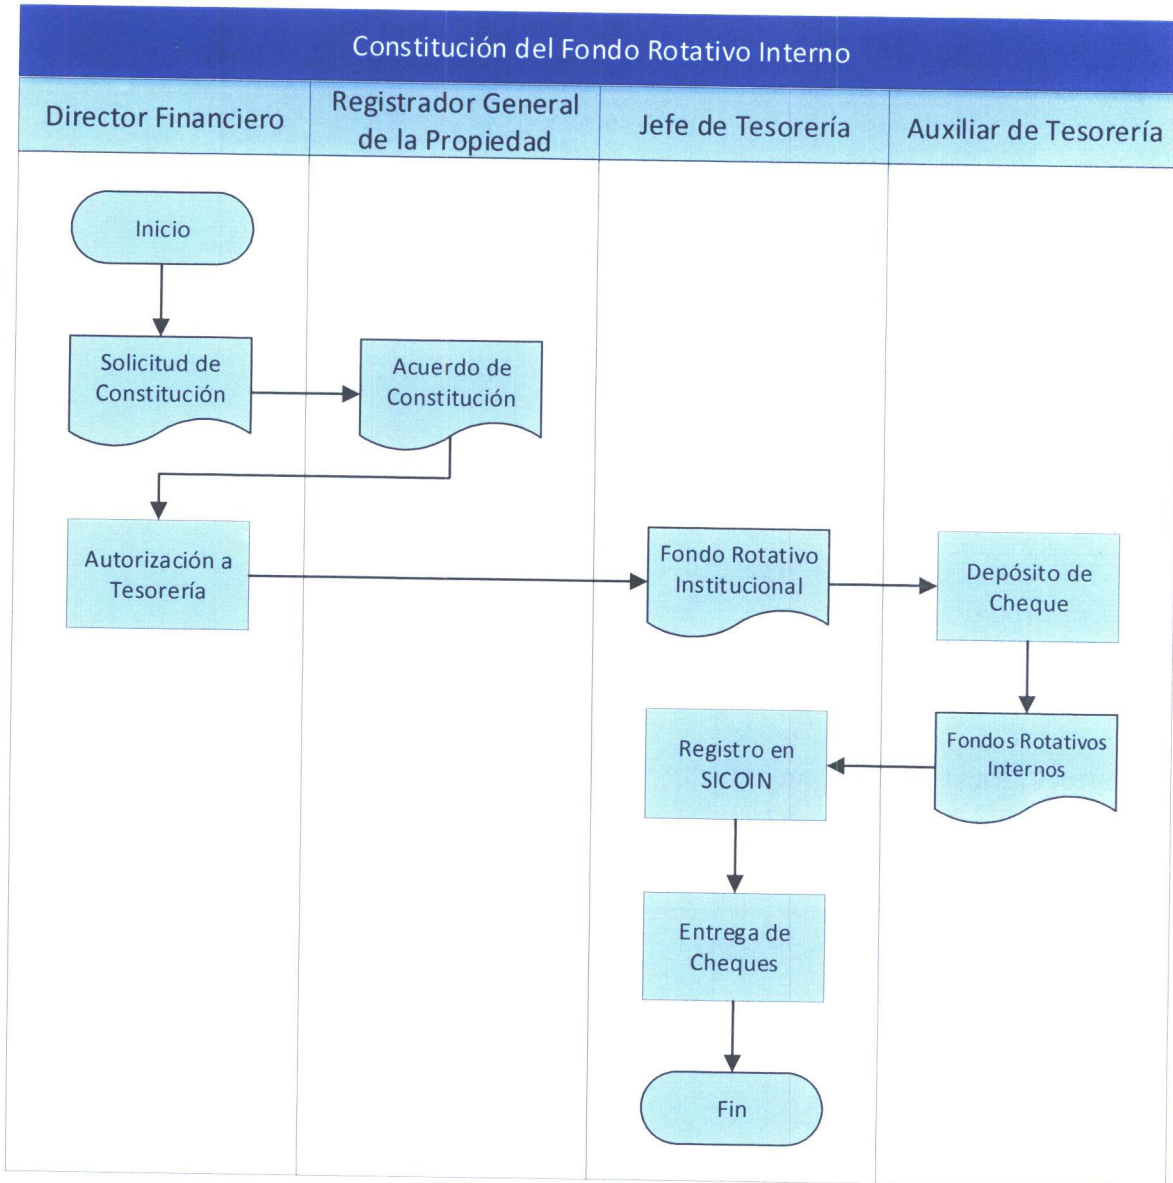 Constitución del Fondo Rotativo Interno
Director Financiero
Registrador General
de la Propiedad
Jefe de Tesorería
Auxiliar de Tesorería
Inicio
Solicitud de
Constitución
Acuerdo de
Constitución
Autorización a
Tesorería
Fondo Rotativo
Institucional
Depósito de
Cheque
Registro en
SICOIN
Fondos Rotativos
Internos
Entrega de
Cheques
Fin